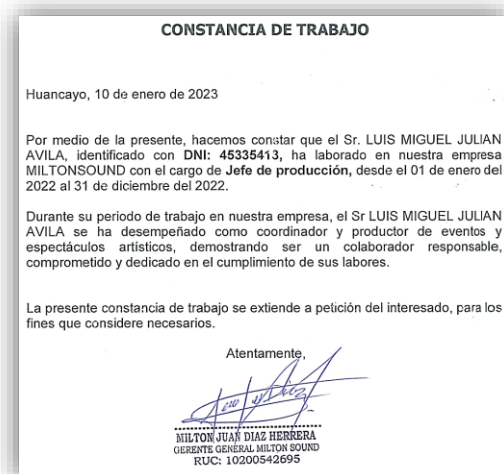 CONSTANCIA DE TRABAJO
Huancayo, 10 de enero de 2023
Por medio de la presente, hacemos constar que el Sr. LUIS MIGUEL JULIAN
AVILA, identificado con DNI: 45335413, ha laborado en nuestra empresa
MILTONSOUND con el cargo de Jefe de producción, desde el 01 de enero del
2022 al 31 de diciembre del 2022.
Durante su periodo de trabajo en nuestra empresa, el Sr LUIS MIGUEL JULIAN
AVILA se ha desempeñado como coordinador y productor de eventos y
espectáculos artísticos, demostrando ser un colaborador responsable,
comprometido y dedicado en el cumplimiento de sus labores.
La presente constancia de trabajo se extiende a petición del interesado, para los
fines que considere necesarios.
Atentamente,
MILTON JUAN DIAZ HERRERA
GERENTE GENERAL MILTON SOUND
RUC: 10200542695